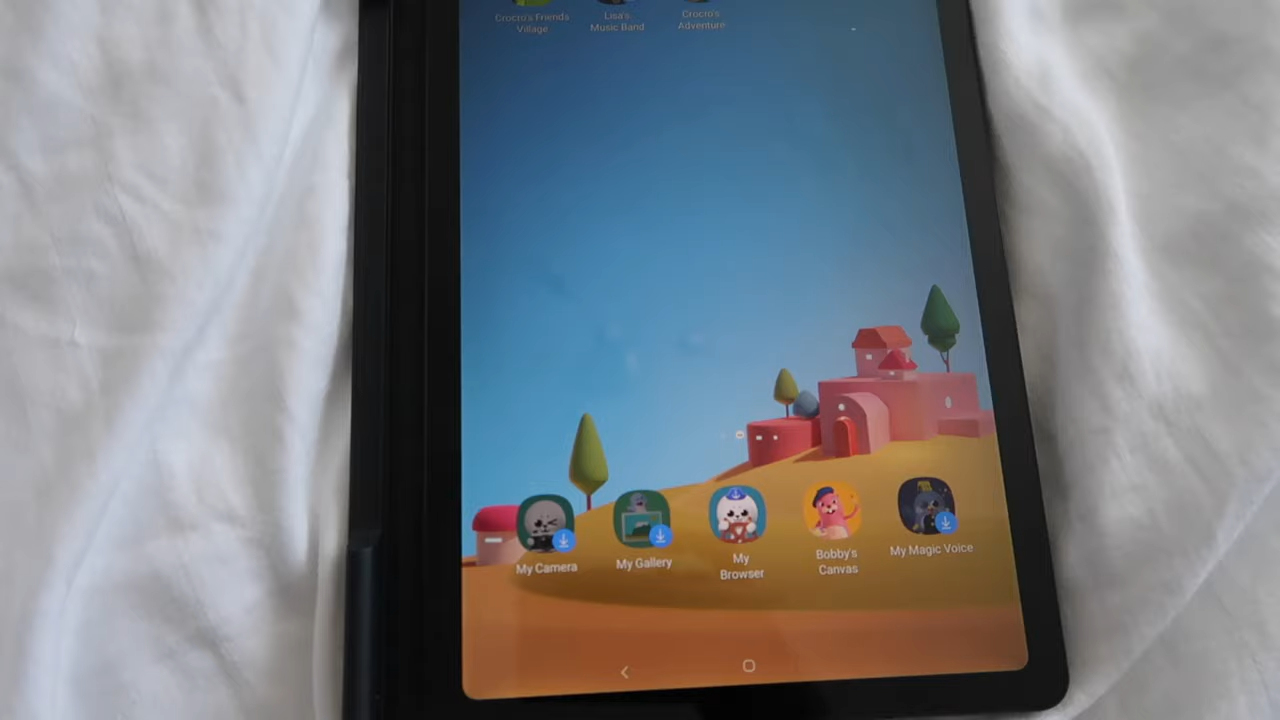 Crocro's Friends
Village
Lisa's
Music Band
Crocro's
Adventure
My Camera
My Gallery
My
Browser
Bobby's
Canvas
My Magic Voice